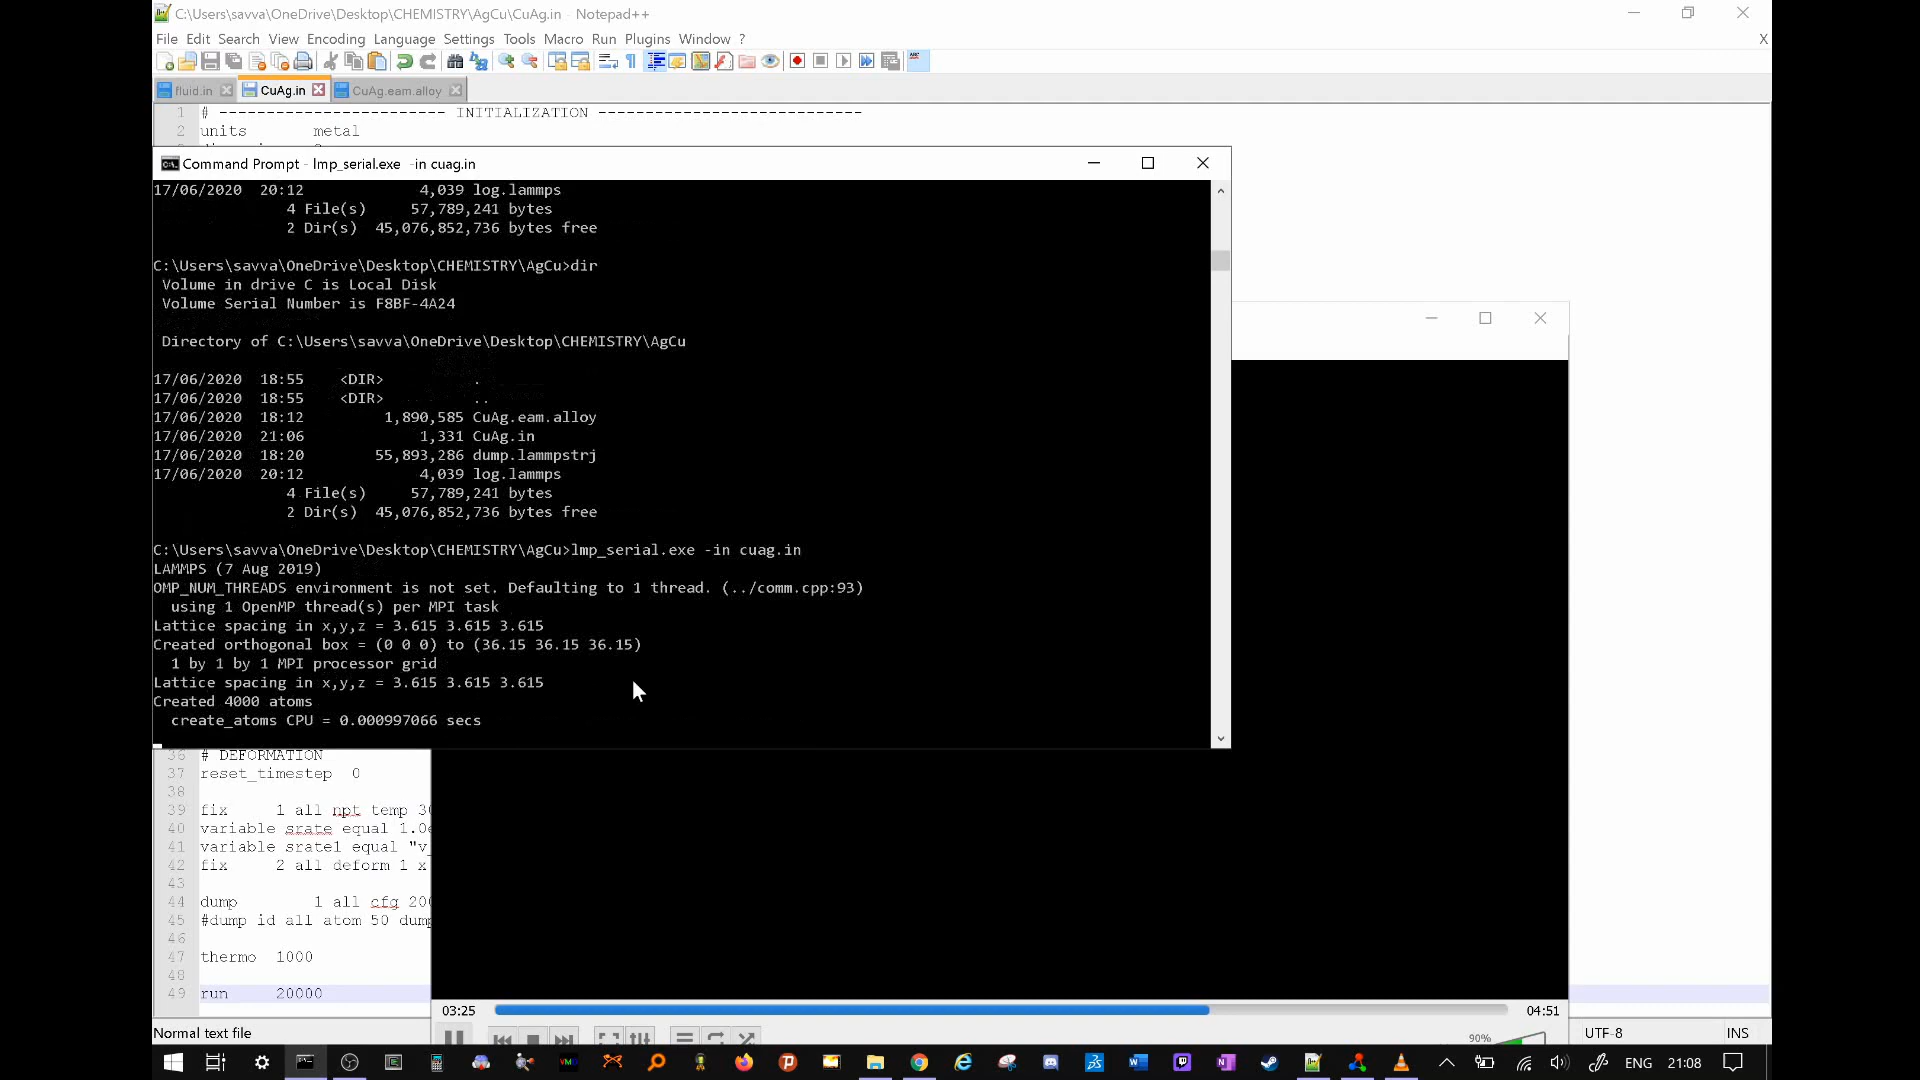 C:\Users\savva\OneDrive\Desktop\CHEMISTRY\AgCu\CuAg.in - Notepad++
File Edit Search View Encoding Language Settings Tools Macro Run Plugins Window ? X
fluid.in CuAg.in CuAg.eam.alloy
1 # ----------------------- INITIALIZATION ---------------------------
2 units metal
Command Prompt - lmp_serial.exe -in cuag.in
17/06/2020 20:12 4,039 log.lammps
4 File(s) 57,789,241 bytes
2 Dir(s) 45,076,852,736 bytes free
C:\Users\savva\OneDrive\Desktop\CHEMISTRY\AgCu>dir
Volume in drive C is Local Disk
Volume Serial Number is F8BF-4A24
Directory of C:\Users\savva\OneDrive\Desktop\CHEMISTRY\AgCu
17/06/2020 18:55 <DIR> .
17/06/2020 18:55 <DIR> ..
17/06/2020 18:12 1,890,585 CuAg.eam.alloy
17/06/2020 21:06 1,331 CuAg.in
17/06/2020 18:20 55,893,286 dump.lammpstrj
17/06/2020 20:12 4,039 log.lammps
4 File(s) 57,789,241 bytes
2 Dir(s) 45,076,852,736 bytes free
C:\Users\savva\OneDrive\Desktop\CHEMISTRY\AgCu>lmp_serial.exe -in cuag.in
LAMMPS (7 Aug 2019)
OMP_NUM_THREADS environment is not set. Defaulting to 1 thread. (../comm.cpp:93)
using 1 OpenMP thread(s) per MPI task
Lattice spacing in x,y,z = 3.615 3.615 3.615
Created orthogonal box = (0 0 0) to (36.15 36.15 36.15)
1 by 1 by 1 MPI processor grid
Lattice spacing in x,y,z = 3.615 3.615 3.615
Created 4000 atoms
create_atoms CPU = 0.000997066 secs
36 # DEFORMATION
37 reset_timestep 0
38
39 fix 1 all npt temp 30
40 variable srate equal 1.0e
41 variable srate1 equal "v_
42 fix 2 all deform 1 x
43
44 dump 1 all cfg 200
45 #dump id all atom 50 dump
46
47 thermo 1000
48
49 run 20000
03:25 04:51
90%
Normal text file UTF-8 INS
ENG 21:08